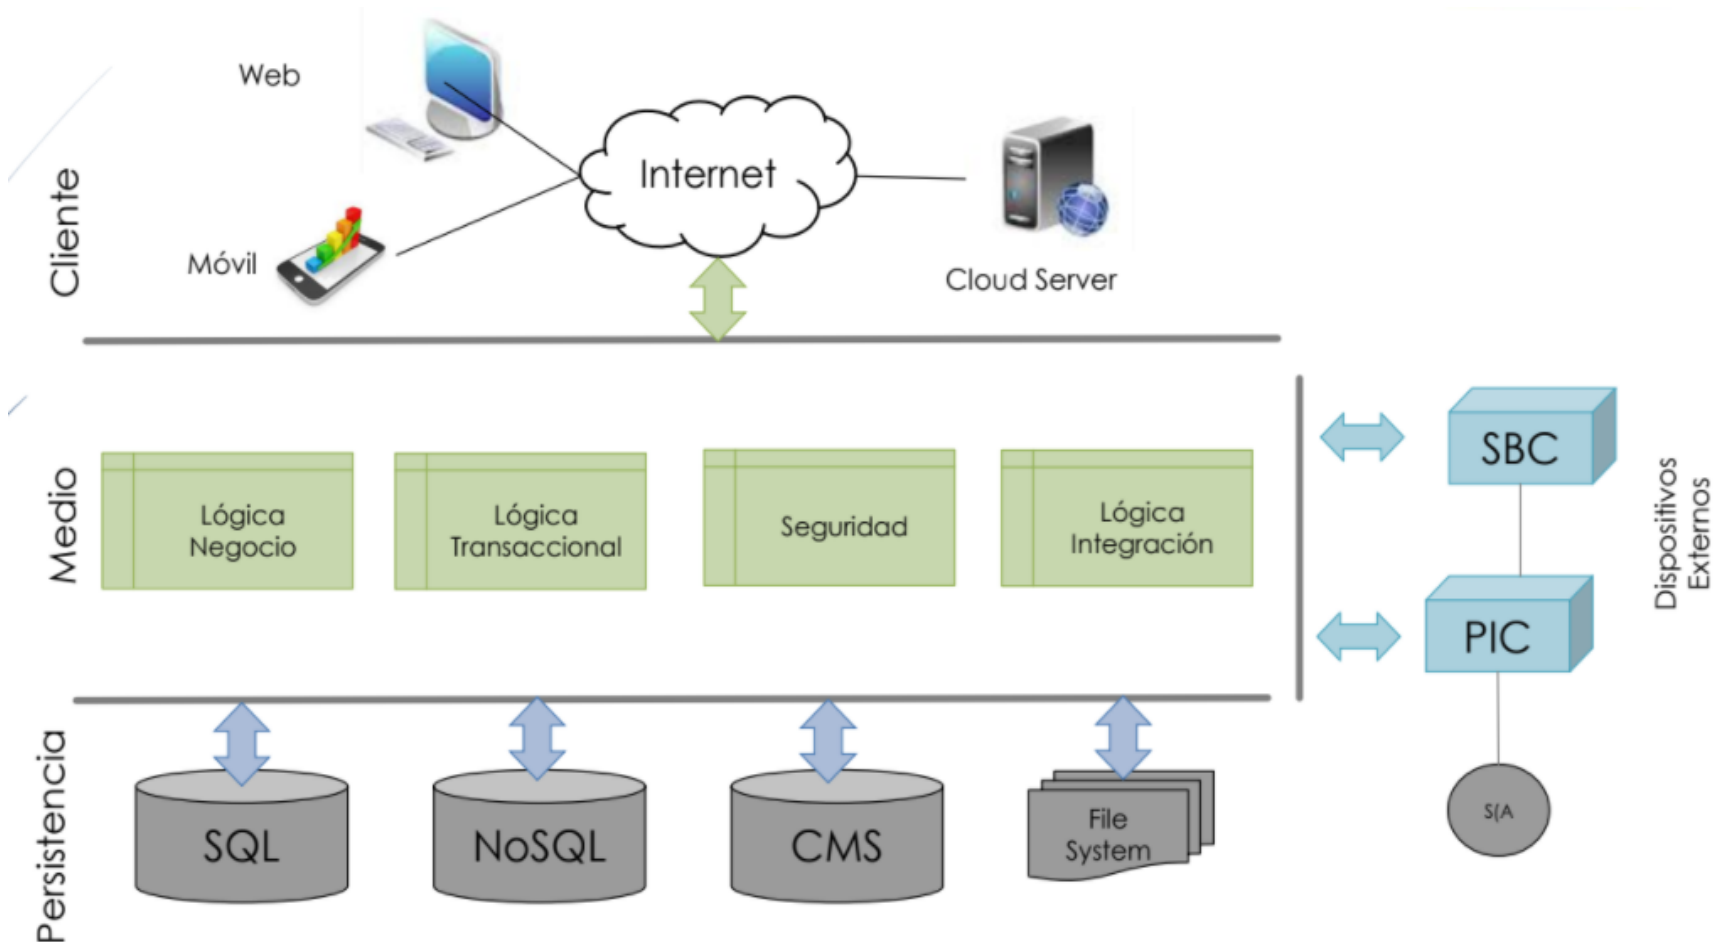 Web
Internet
Móvil
Cloud Server
Cliente
Medio
Lógica
Negocio
Lógica
Transaccional
Seguridad
Lógica
Integración
SBC
PIC
Dispositivos
Externos
Persistencia
SQL
NoSQL
CMS
File
System
S(A